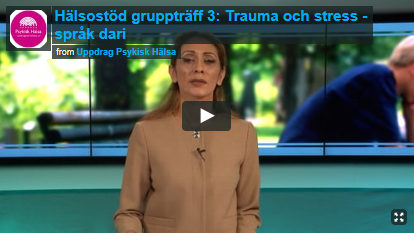 Hälsostöd gruppträff 3: Trauma och stress -
språk dari
from Uppdrag Psykisk Hälsa
Psykisk Hälsa